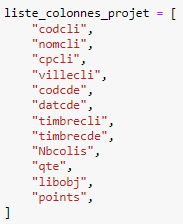 liste_colonnes_projet = [
    "codcli",
    "nomcli",
    "cpcli",
    "villecli",
    "codcde",
    "datcde",
    "timbrecli",
    "timbrecde",
    "Nbcolis",
    "qte",
    "libobj",
    "points",
]